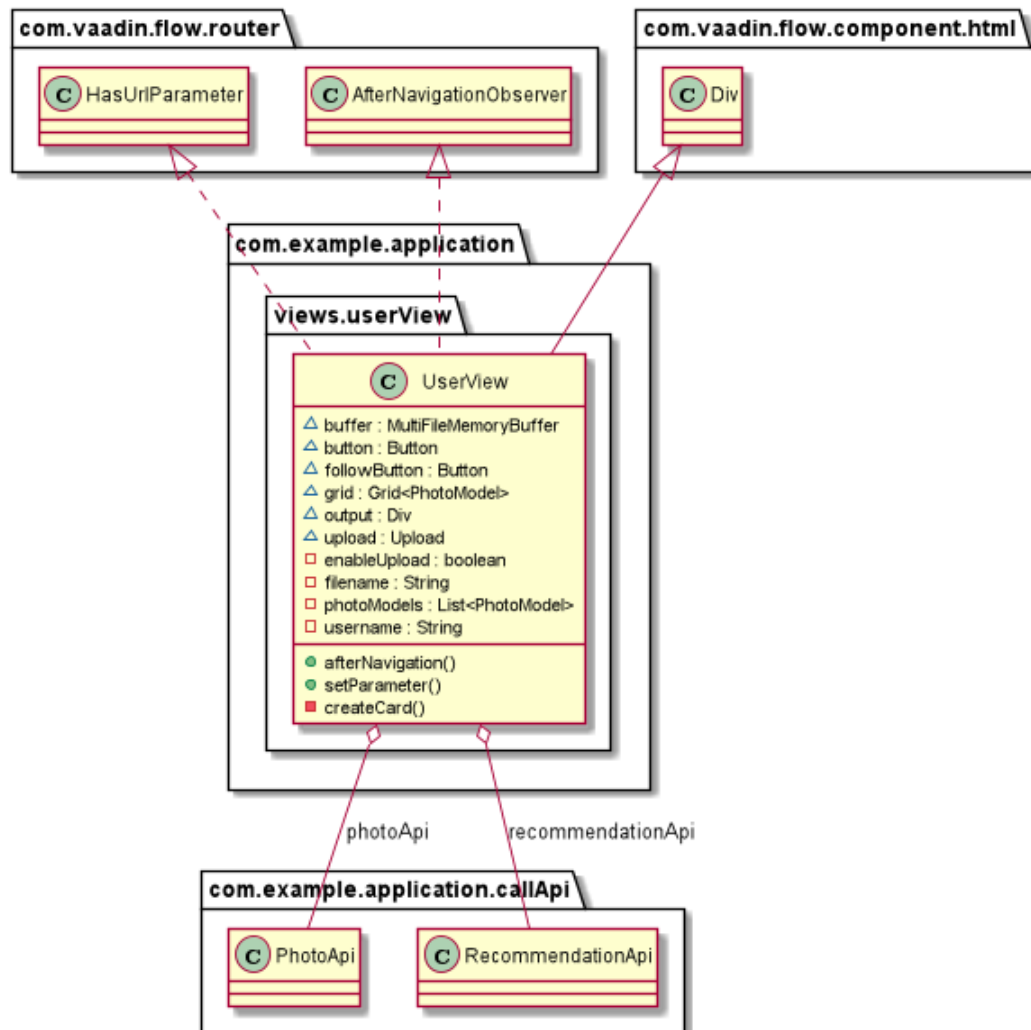 com.vaadin.flow.router
com.vaadin.flow.component.html
C HasUrlParameter
C AfterNavigationObserver
C Div
com.example.application
views.userView
C UserView
buffer : MultiFileMemoryBuffer
button : Button
followButton : Button
grid : Grid<PhotoModel>
output : Div
upload : Upload
enableUpload : boolean
filename : String
photoModels : List<PhotoModel>
username : String
afterNavigation()
setParameter()
createCard()
photoApi
recommendationApi
com.example.application.callApi
C PhotoApi
C RecommendationApi